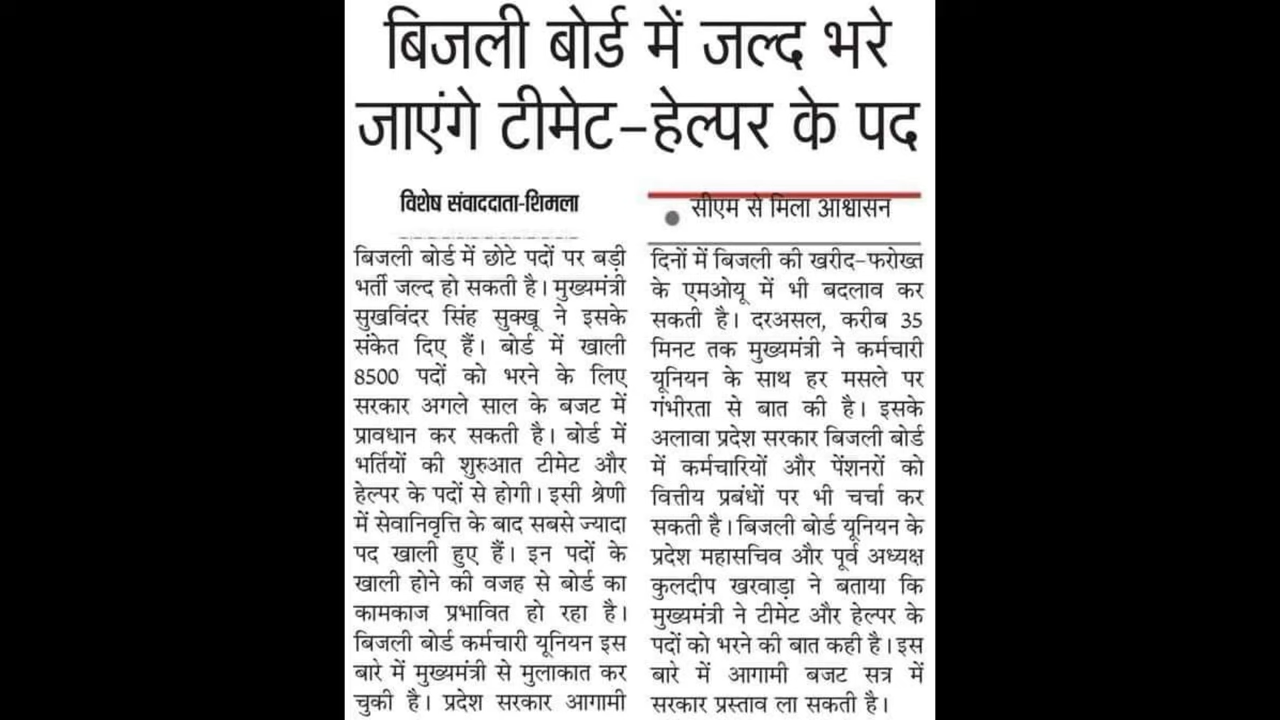 बिजली बोर्ड में जल्द भरे
जाएंगे टीमेट-हेल्पर के पद
विशेष संवाददाता-शिमला
बिजली बोर्ड में छोटे पदों पर बड़ी
भर्ती जल्द हो सकती है। मुख्यमंत्री
सुखविंदर सिंह सुक्खू ने इसके
संकेत दिए हैं। बोर्ड में खाली
8500 पदों को भरने के लिए
सरकार अगले साल के बजट में
प्रावधान कर सकती है। बोर्ड में
भर्तियों की शुरुआत टीमेट और
हेल्पर के पदों से होगी। इसी श्रेणी
में सेवानिवृत्ति के बाद सबसे ज्यादा
पद खाली हुए हैं। इन पदों के
खाली होने की वजह से बोर्ड का
कामकाज प्रभावित हो रहा है।
बिजली बोर्ड कर्मचारी यूनियन इस
बारे में मुख्यमंत्री से मुलाकात कर
चुकी है। प्रदेश सरकार आगामी
● सीएम से मिला आश्वासन
दिनों में बिजली की खरीद-फरोख्त
के एमओयू में भी बदलाव कर
सकती है। दरअसल, करीब 35
मिनट तक मुख्यमंत्री ने कर्मचारी
यूनियन के साथ हर मसले पर
गंभीरता से बात की है। इसके
अलावा प्रदेश सरकार बिजली बोर्ड
में कर्मचारियों और पेंशनरों को
वित्तीय प्रबंधों पर भी चर्चा कर
सकती है। बिजली बोर्ड यूनियन के
प्रदेश महासचिव और पूर्व अध्यक्ष
कुलदीप खरवाड़ा ने बताया कि
मुख्यमंत्री ने टीमेट और हेल्पर के
पदों को भरने की बात कही है। इस
बारे में आगामी बजट सत्र में
सरकार प्रस्ताव ला सकती है।